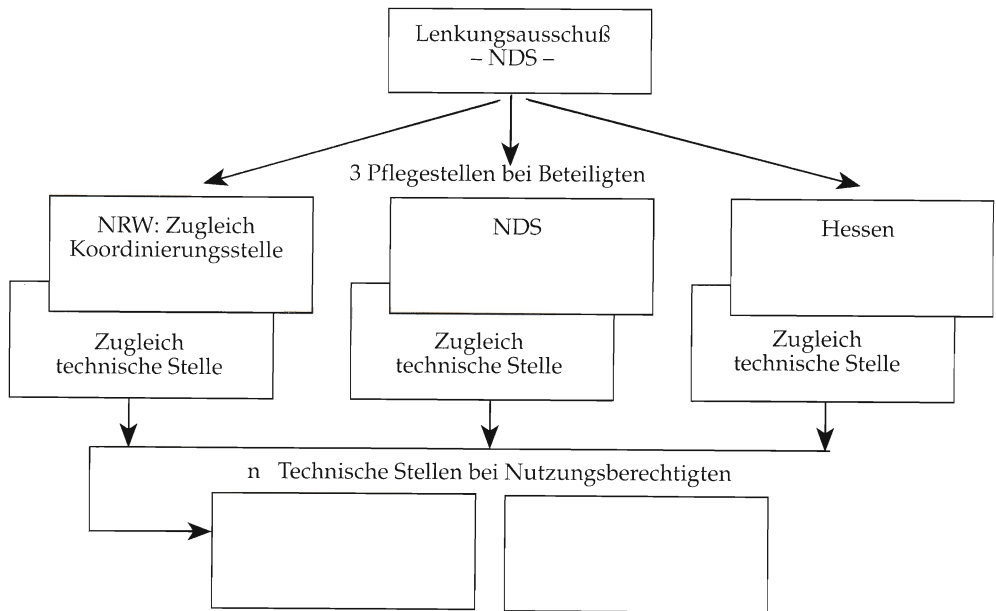 Lenkungsausschuß
– NDS –
3 Pflegestellen bei Beteiligten
NRW: Zugleich
Koordinierungsstelle
NDS
Hessen
Zugleich
technische Stelle
Zugleich
technische Stelle
Zugleich
technische Stelle
n Technische Stellen bei Nutzungsberechtigten